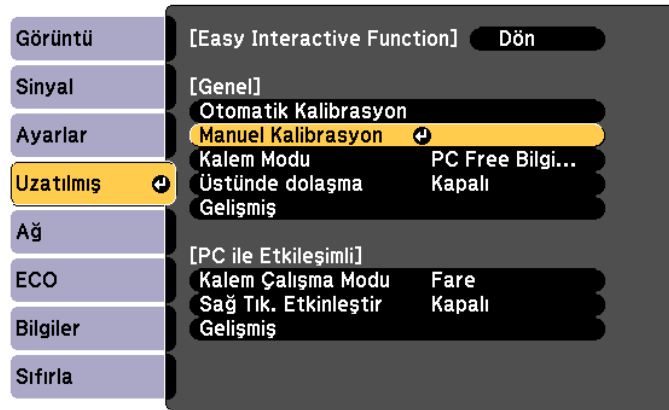 Görüntü
Sinyal
Ayarlar
Uzatılmış
Ağ
ECO
Bilgiler
Sıfırla
[Easy Interactive Function] Dön
[Genel]
Otomatik Kalibrasyon
Manuel Kalibrasyon
Kalem Modu PC Free Bilgi...
Üstünde dolaşma Kapalı
Gelişmiş
[PC ile Etkileşimli]
Kalem Çalışma Modu Fare
Sağ Tık. Etkinleştir Kapalı
Gelişmiş